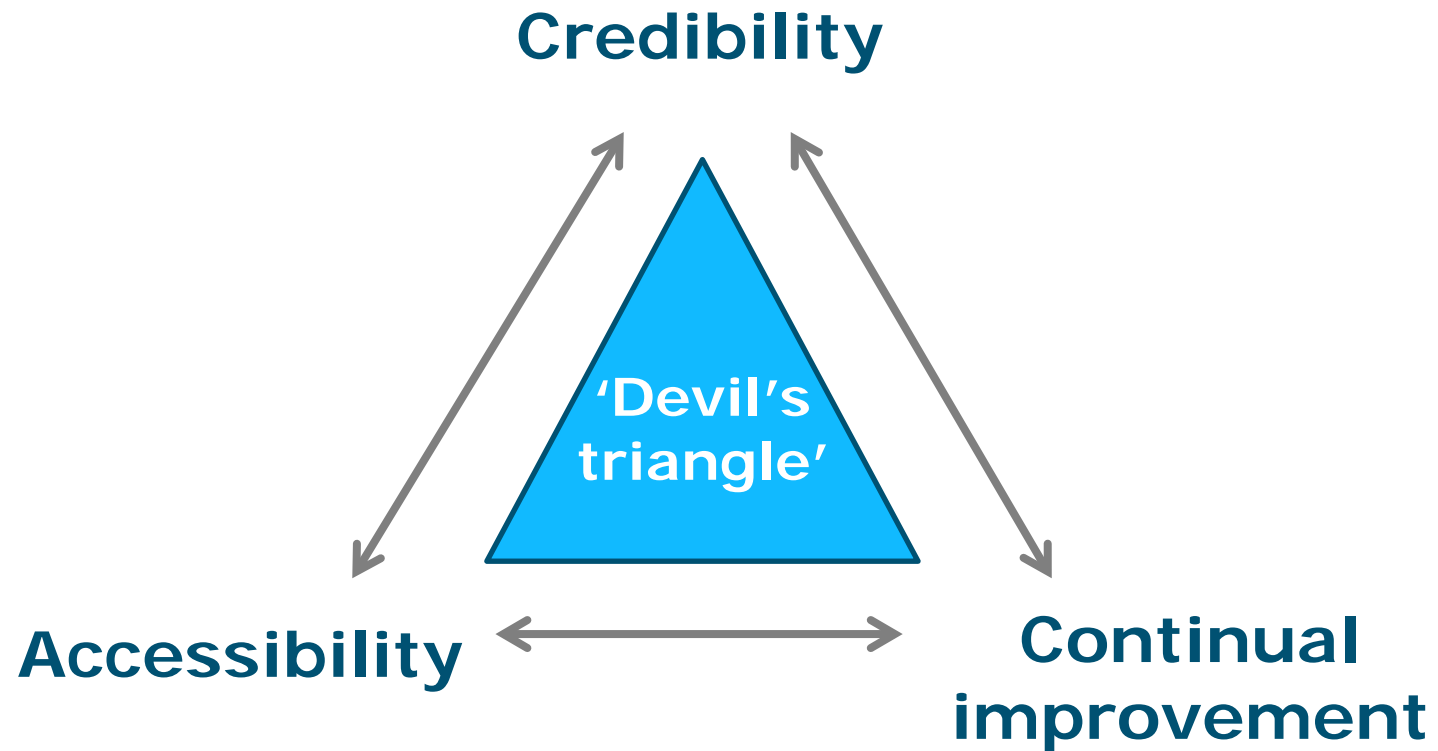 Credibility
‘Devil’s
triangle’
Accessibility
Continual
improvement